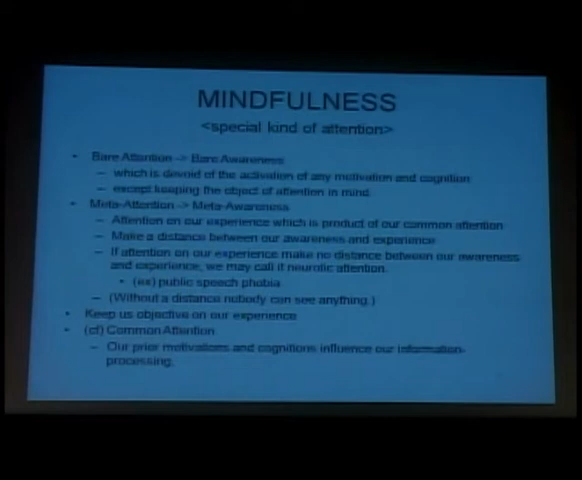 MINDFULNESS
<special kind of attention>
• Bare Attention -> Bare Awareness
– which is devoid of the activation of any motivation and cognition
– except keeping the object of attention in mind.
• Meta-Attention -> Meta-Awareness
– Attention on our experience which is product of our common attention
– Make a distance between our awareness and experience
– If attention on our experience make no distance between our awareness
and experience, we may call it neurotic attention.
• (ex) public speech phobia
– (Without a distance nobody can see anything.)
• Keep us objective on our experience
• (cf) Common Attention
– Our prior motivations and cognitions influence our information-
processing.